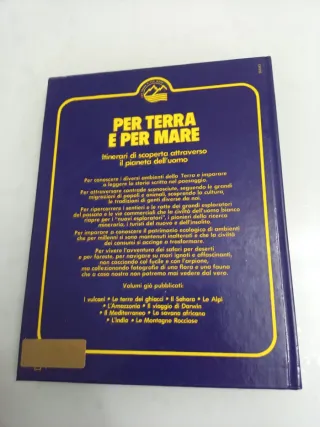 PER TERRA
E PER MARE
Itinerari di scoperta attraverso
il pianeta dell'uomo
Per conoscere i diversi ambienti della Terra e imparare
a leggere la storia scritta nel paesaggio.
Per attraversare contrade sconosciute, seguendo le grandi
migrazioni di popoli e animali, scoprendo la cultura e
le tradizioni di genti diverse da noi.
Per ripercorrere i sentieri e le rotte dei grandi esploratori
del passato e le vie commerciali che la civiltà dell'uomo bianco
riapre per i "nuovi esploratori", i pionieri della ricerca
mineraria, i turisti del nuovo e dell'insolito.
Per imparare a conoscere il patrimonio ecologico di ambienti
che per millenni si sono mantenuti inalterati e che la civiltà
dei consumi si accinge a trasformare.
Per vivere l'avventura dei safari per deserti
e per foreste, per navigare su mari ignoti e affascinanti,
non cacciando col fucile e con l'arpione,
ma collezionando fotografie di una flora e una fauna
che a casa nostra non potremo mai vedere dal vero.
Volumi già pubblicati:
I vulcani • Le terre dei ghiacci • Il Sahara • Le Alpi
• L'Amazzonia • Il viaggio di Darwin
• Il Mediterraneo • La savana africana
• L'India • Le Montagne Rocciose